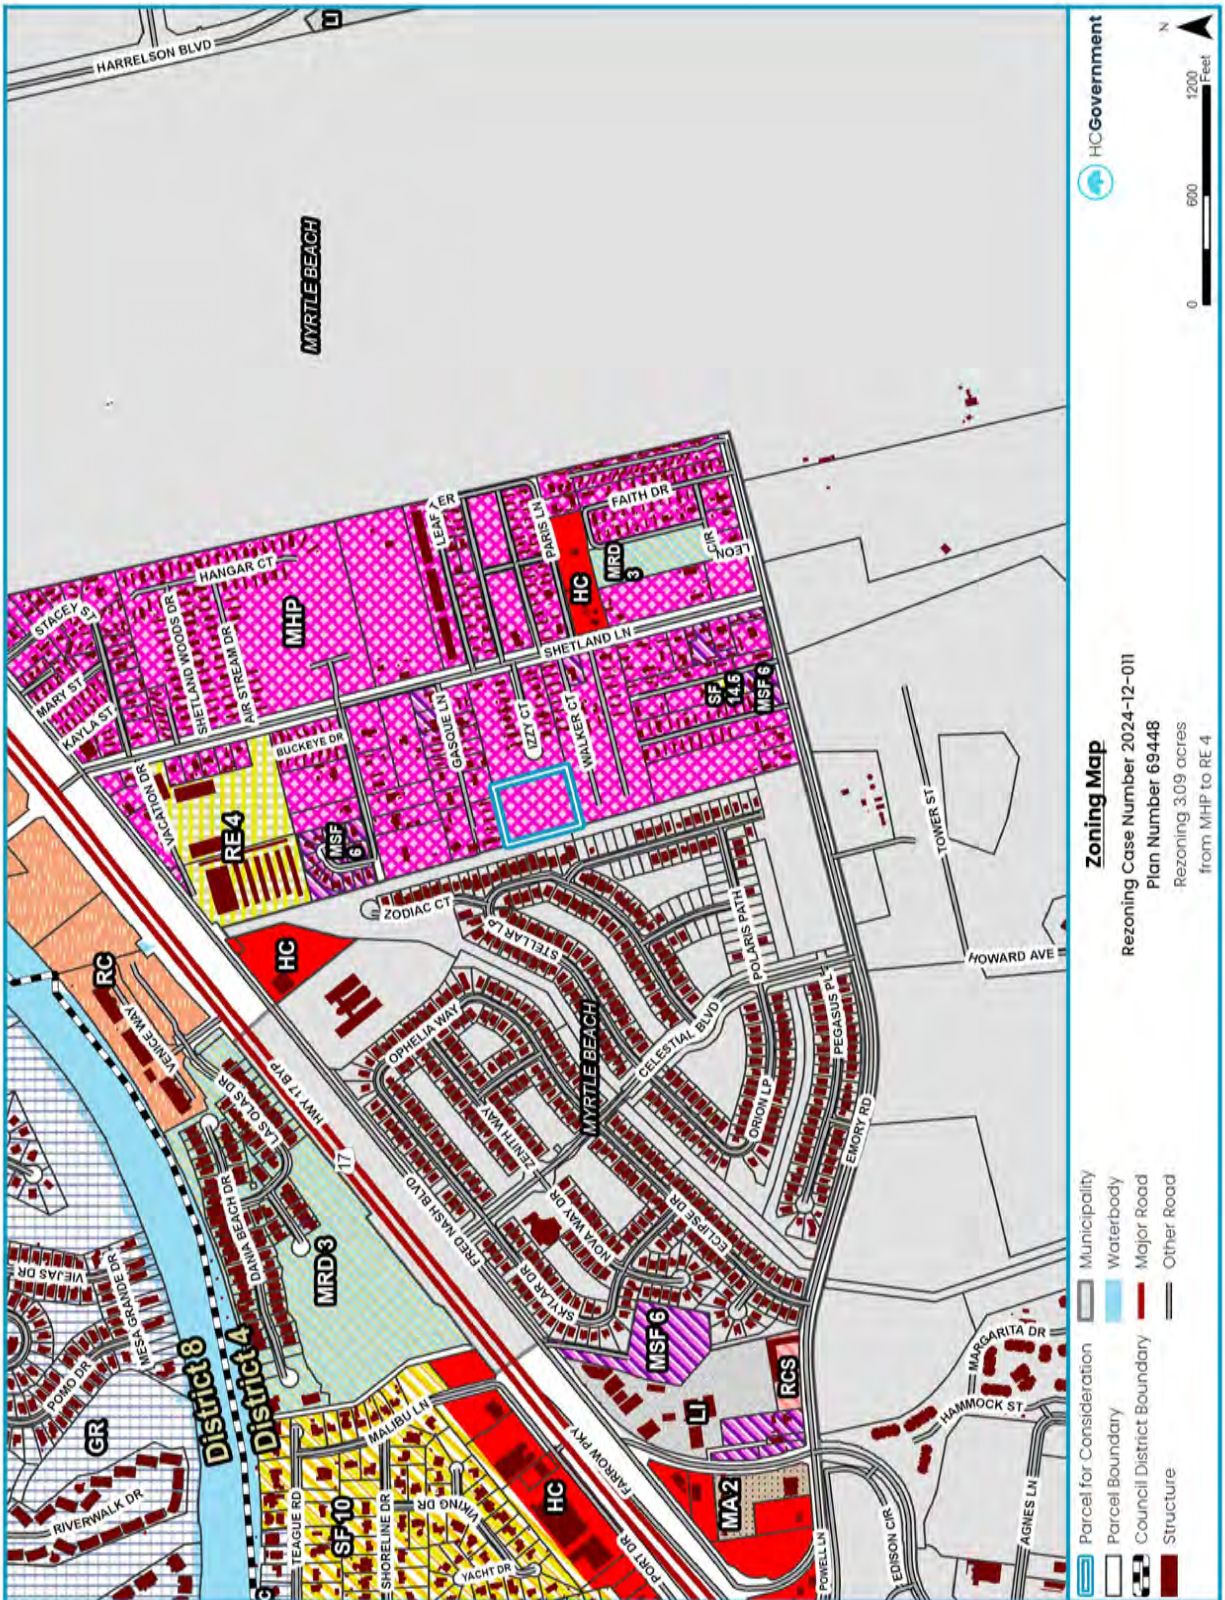 HARRELSON BLVD
LI
MYRTLE BEACH
STACEY ST
MARY ST
KAYLA ST
SHETLAND WOODS DR
AIR STREAM DR
HANGAR CT
MHP
VACATION DR
BUCKEYE DR
RE 4
MSF
6
GASQUE LN
IZZY CT
WALKER CT
SHETLAND LN
PARIS LN
HC
MRD
3
FAITH DR
CIR
LEON
SF
14.5
MSF 6
HC
RC
VENICE WAY
LAS OLAS DR
DANIA BEACH DR
MRD 3
HWY 17 BYP
17
FRED NASH BLVD
ZODIAC CT
STELLAR LP
OPHELIA WAY
ZENITH WAY
NOVA WAY DR
SKYLAR DR
ECLIPSE DR
MYRTLE BEACH
CELESTIAL BLVD
POLARIS PATH
ORION LP
PEGASUS PL
EMORY RD
TOWER ST
HOWARD AVE
VIEJAS DR
MESA GRANDE DR
POMO DR
GR
RIVERWALK DR
District 8
District 4
TEAGUE RD
SF 10
SHORELINE DR
MALIBU LN
VIKING DR
YACHT DR
HC
PORT DR
FARROW PKY
MSF 6
LI
RCS
MA 2
POWELL LN
EDISON CIR
AGNES LN
HAMMOCK ST
MARGARITA DR
Parcel for Consideration
Parcel Boundary
Council District Boundary
Structure
Municipality
Waterbody
Major Road
Other Road
Zoning Map
Rezoning Case Number 2024-12-011
Plan Number 69448
Rezoning 3.09 acres
from MHP to RE 4
HCGovernment
N
0 600 1200
Feet